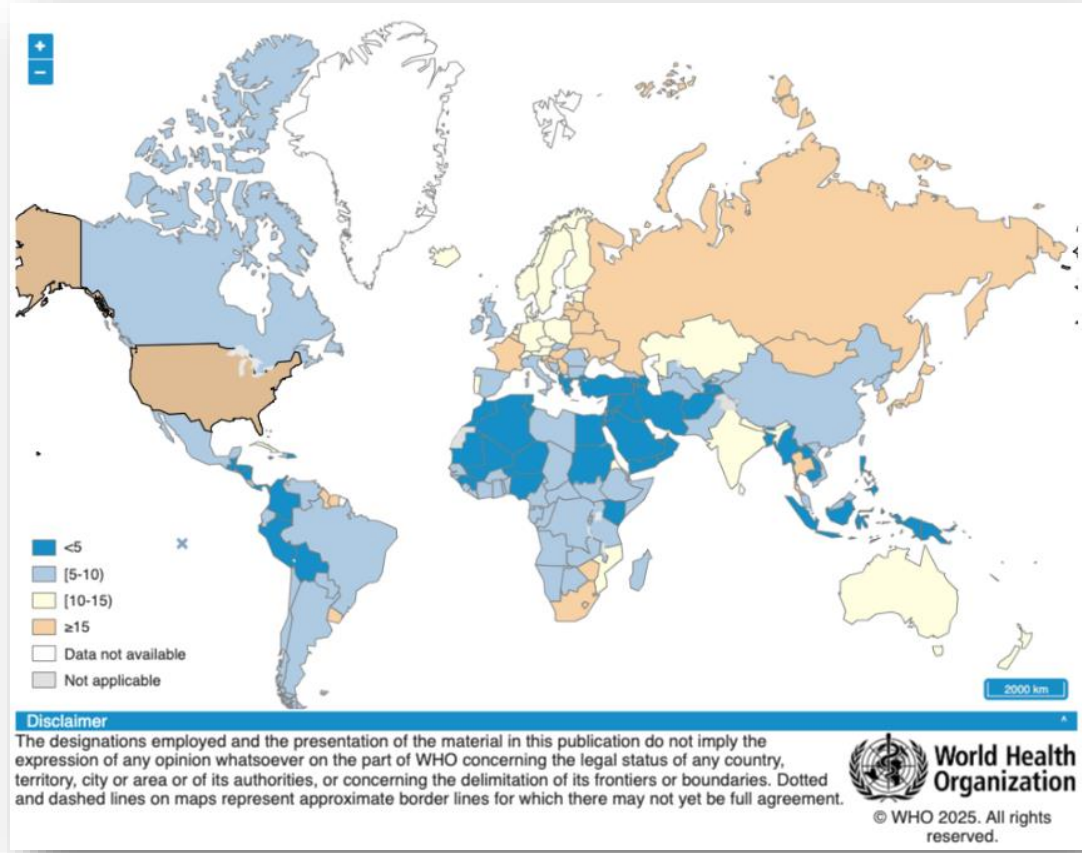 +
−
<5
[5-10)
[10-15)
≥15
Data not available
Not applicable
2000 km
Disclaimer
^
The designations employed and the presentation of the material in this publication do not imply the
expression of any opinion whatsoever on the part of WHO concerning the legal status of any country,
territory, city or area or of its authorities, or concerning the delimitation of its frontiers or boundaries. Dotted
and dashed lines on maps represent approximate border lines for which there may not yet be full agreement.
World Health
Organization
© WHO 2025. All rights
reserved.